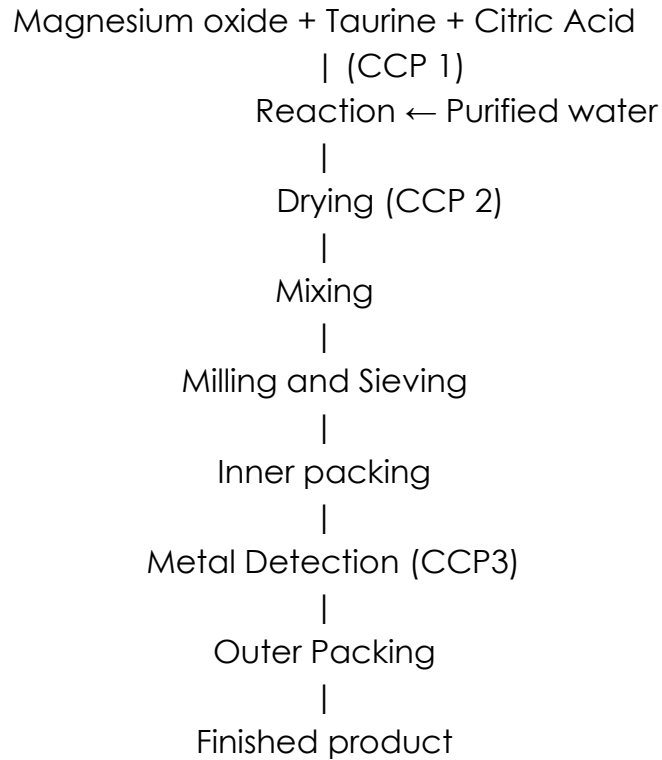 Magnesium oxide + Taurine + Citric Acid
| (CCP 1)
Reaction ← Purified water
|
Drying (CCP 2)
|
Mixing
|
Milling and Sieving
|
Inner packing
|
Metal Detection (CCP3)
|
Outer Packing
|
Finished product